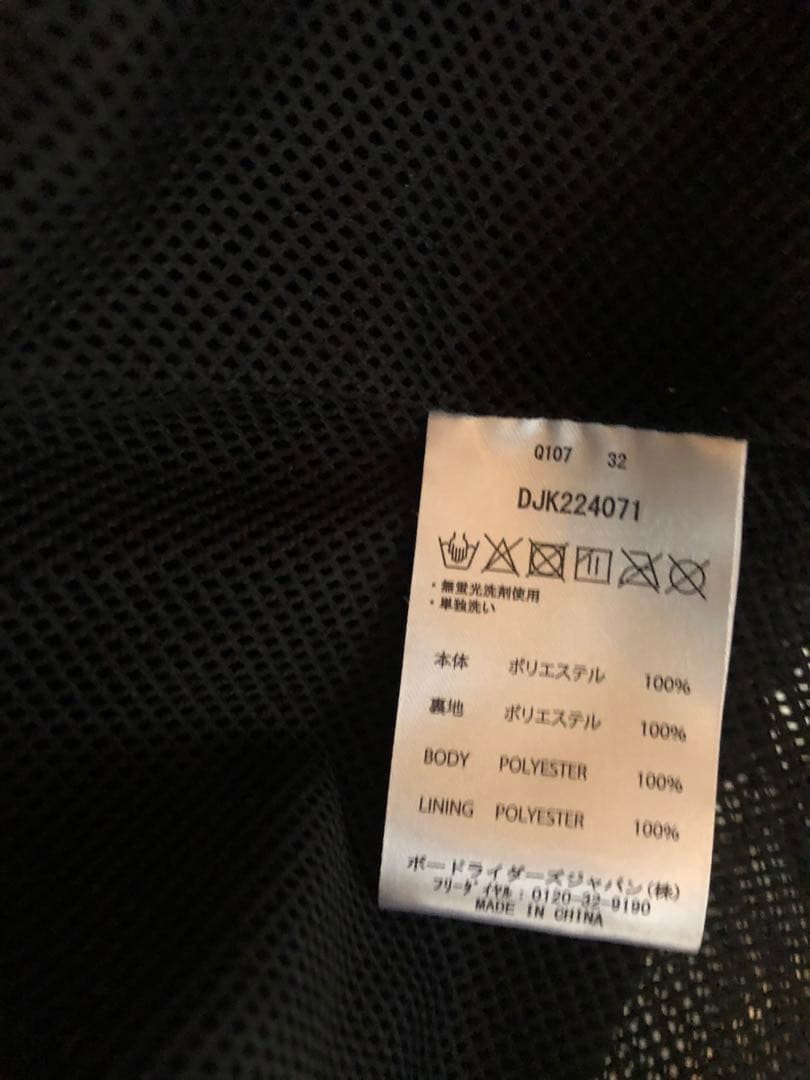 Q107 32
DJK224071
・無蛍光洗剤使用
・単独洗い
本体 ポリエステル 100%
裏地 ポリエステル 100%
BODY POLYESTER 100%
LINING POLYESTER 100%
ボードライダーズジャパン(株)
フリーダイヤル:0120-32-9190
MADE IN CHINA